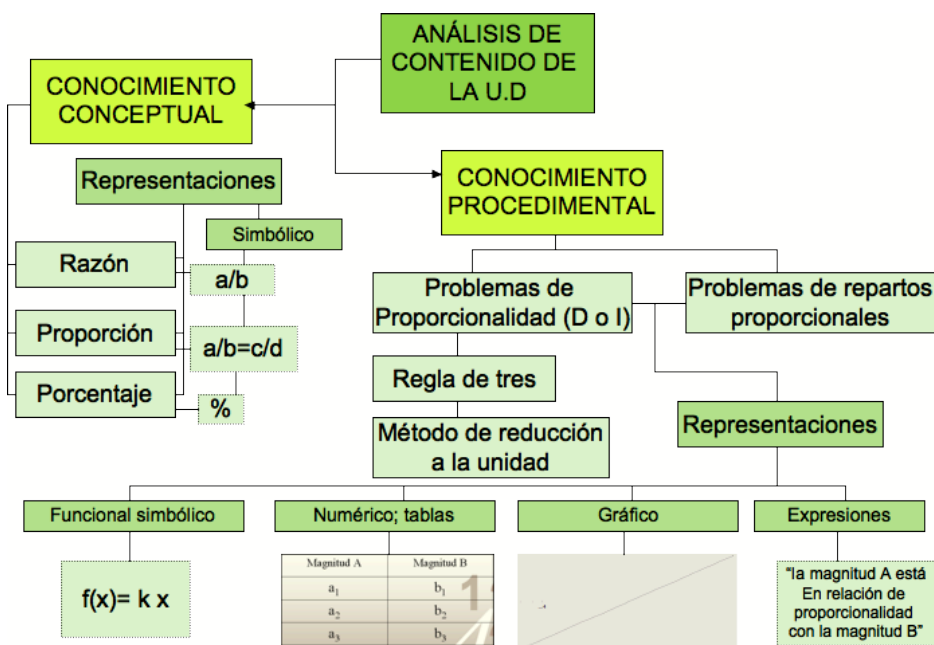 ANÁLISIS DE
CONTENIDO DE
LA U.D
CONOCIMIENTO
CONCEPTUAL
Representaciones
Simbólico
Razón
a/b
Proporción
a/b=c/d
Porcentaje
%
CONOCIMIENTO
PROCEDIMENTAL
Problemas de
Proporcionalidad (D o I)
Problemas de repartos
proporcionales
Regla de tres
Método de reducción
a la unidad
Representaciones
Funcional simbólico
f(x)= k x
Numérico; tablas
Magnitud A Magnitud B
a1 b1
a2 b2
a3 b3
Gráfico
Expresiones
“la magnitud A está
En relación de
proporcionalidad
con la magnitud B”